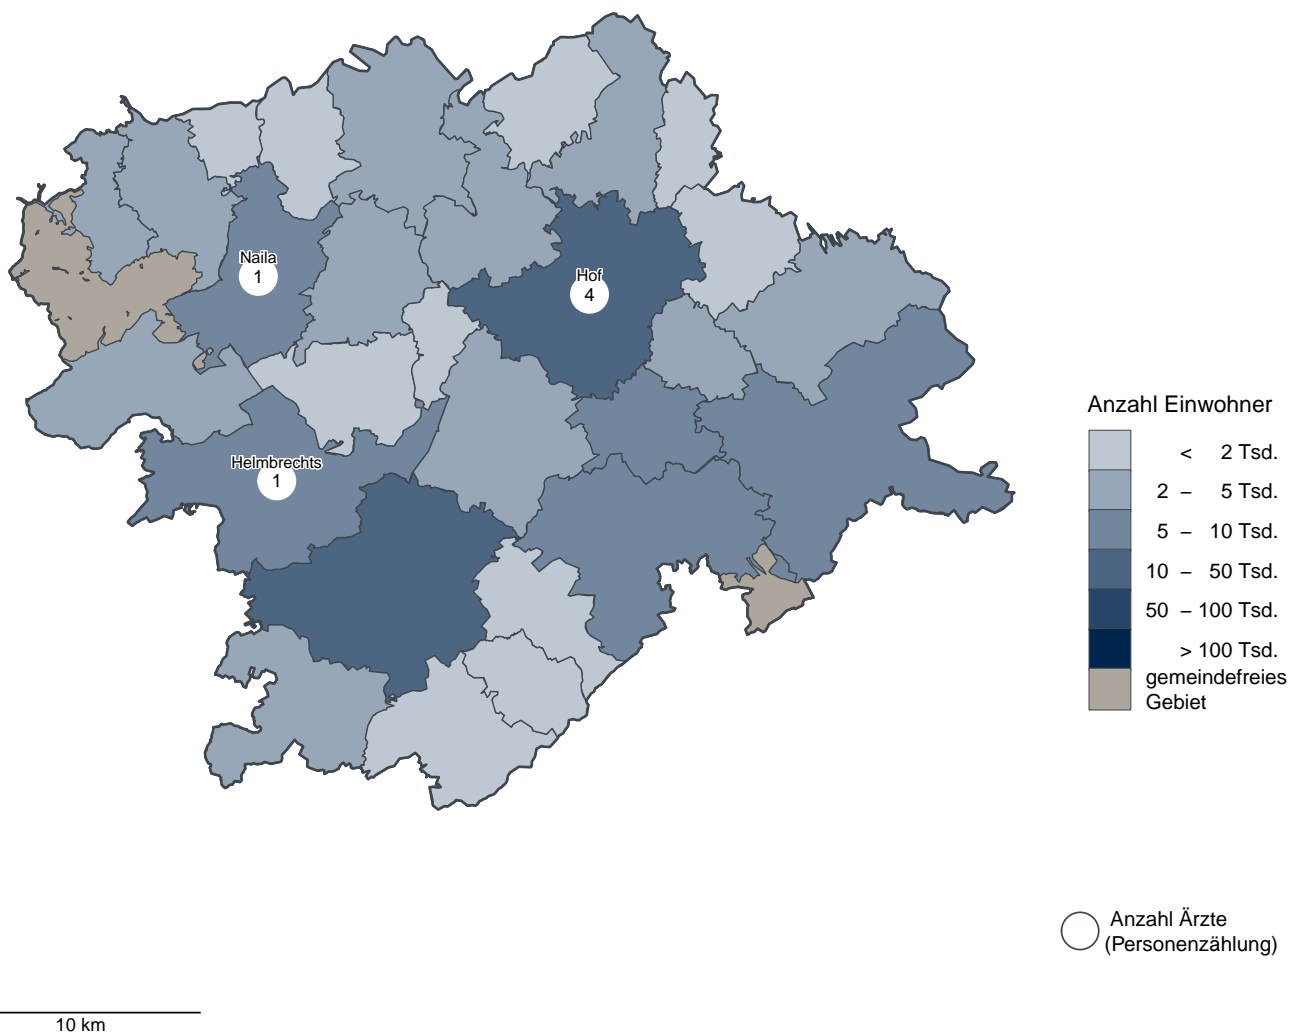 Naila
1
Hof
4
Helmbrechts
1
Anzahl Einwohner
< 2 Tsd.
2 – 5 Tsd.
5 – 10 Tsd.
10 – 50 Tsd.
50 – 100 Tsd.
> 100 Tsd.
gemeindefreies
Gebiet
Anzahl Ärzte
(Personenzählung)
10 km